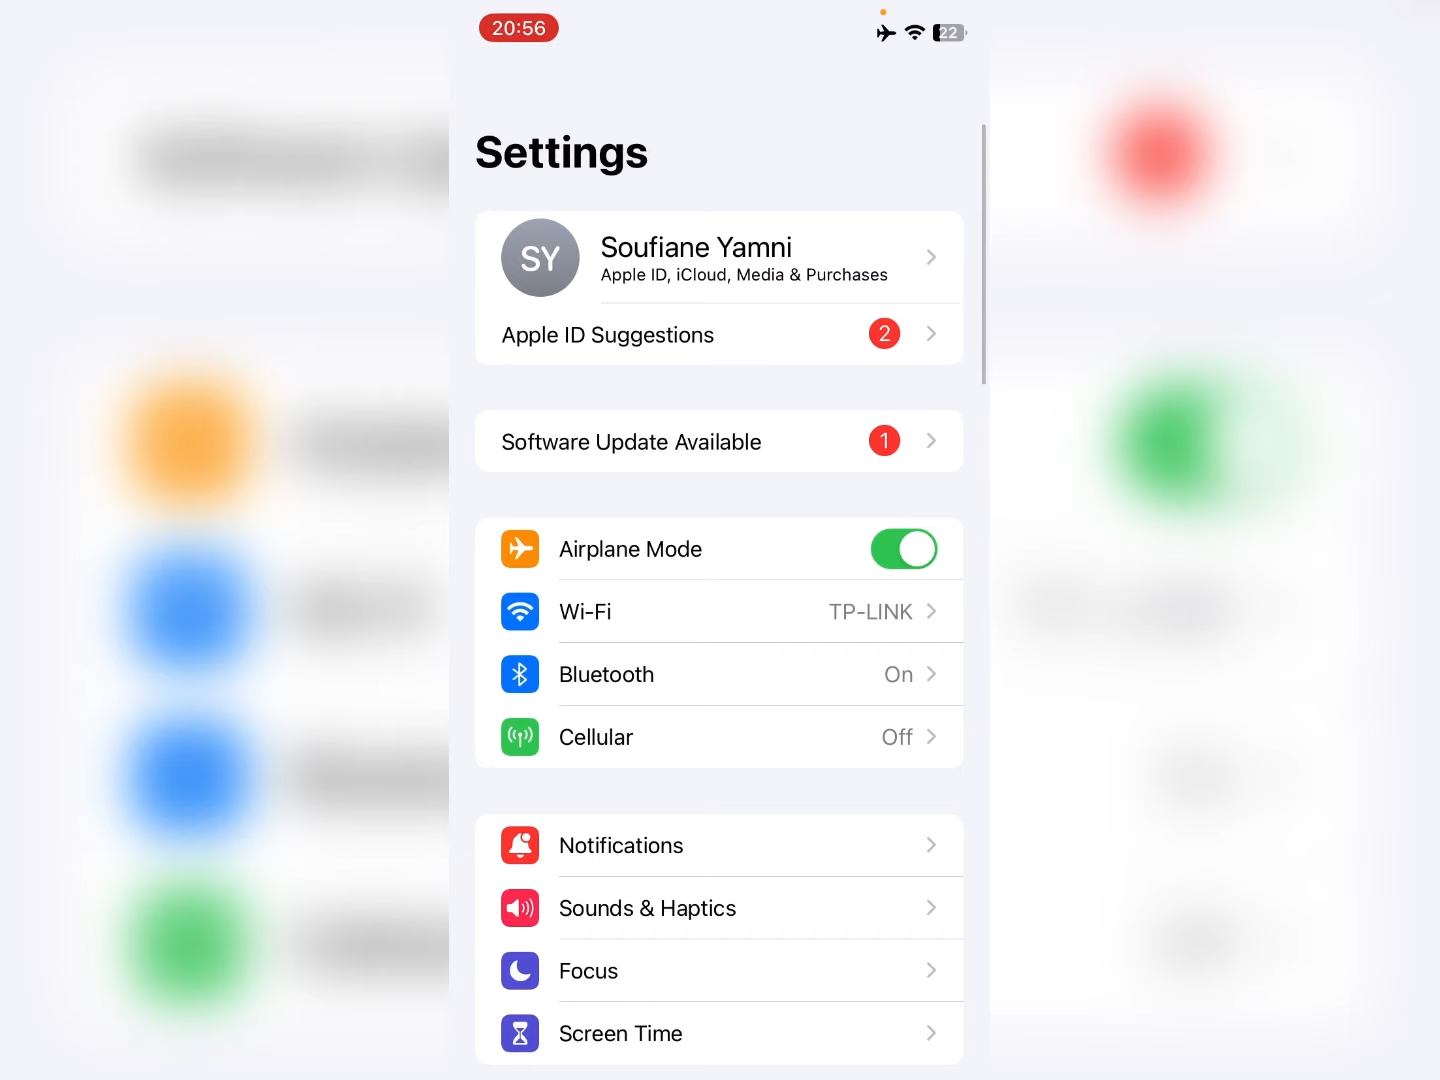 20:56
22
Settings
SY
Soufiane Yamni
Apple ID, iCloud, Media & Purchases
Apple ID Suggestions 2
Software Update Available 1
Airplane Mode
Wi-Fi TP-LINK
Bluetooth On
Cellular Off
Notifications
Sounds & Haptics
Focus
Screen Time